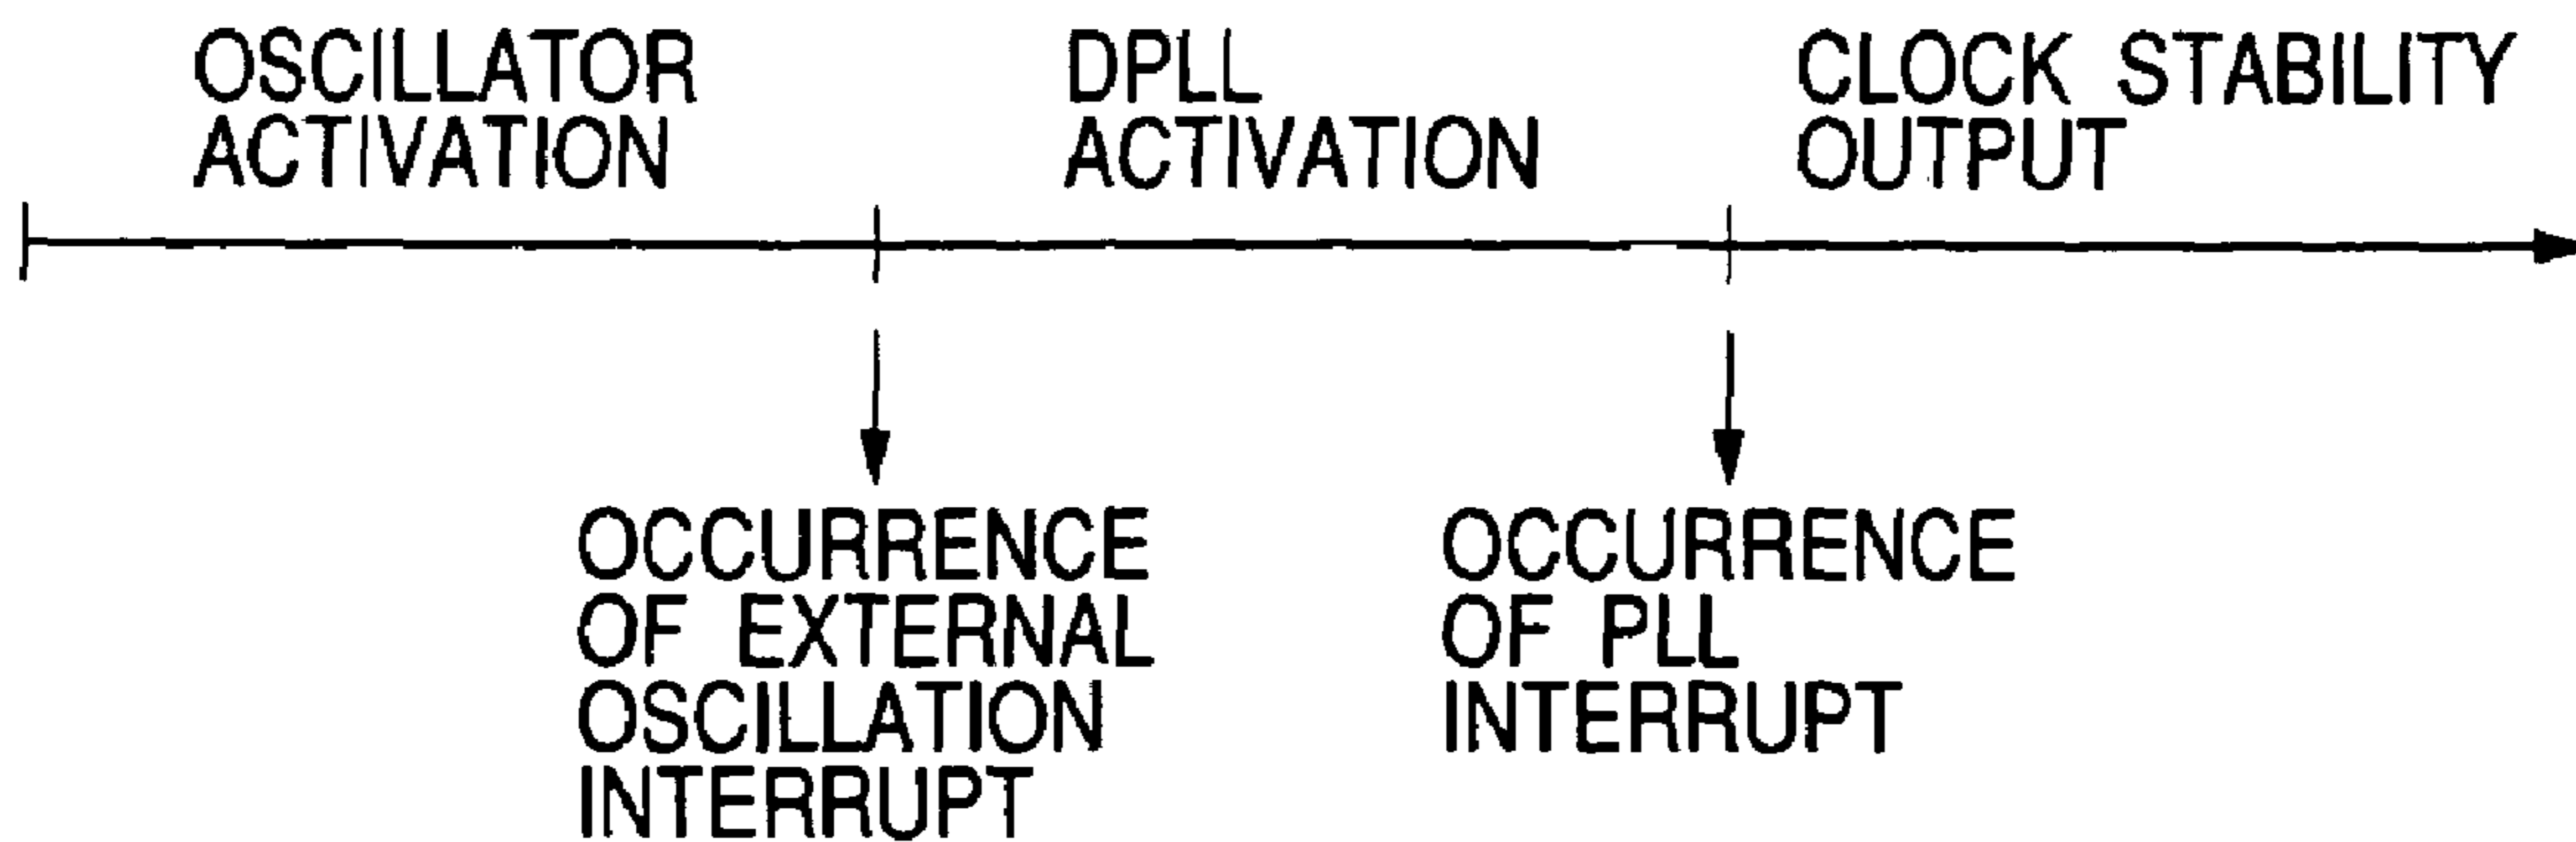 OSCILLATOR
ACTIVATION
DPLL
ACTIVATION
CLOCK STABILITY
OUTPUT
OCCURRENCE
OF EXTERNAL
OSCILLATION
INTERRUPT
OCCURRENCE
OF PLL
INTERRUPT